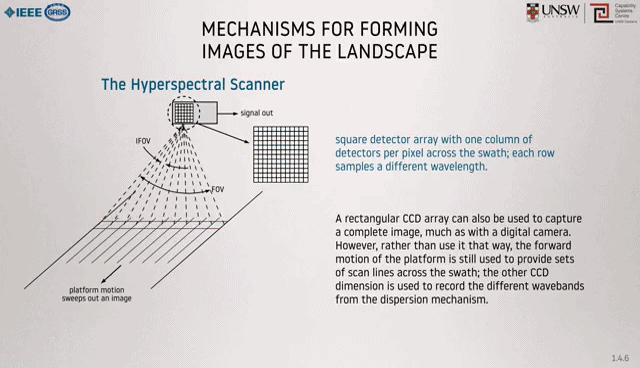 IEEE GRSS
UNSW
AUSTRALIA
Capability
Systems
Centre
UNSW Canberra
MECHANISMS FOR FORMING
IMAGES OF THE LANDSCAPE
The Hyperspectral Scanner
signal out
IFOV
FOV
platform motion
sweeps out an image
square detector array with one column of
detectors per pixel across the swath; each row
samples a different wavelength.
A rectangular CCD array can also be used to capture
a complete image, much as with a digital camera.
However, rather than use it that way, the forward
motion of the platform is still used to provide sets
of scan lines across the swath; the other CCD
dimension is used to record the different wavebands
from the dispersion mechanism.
1.4.6